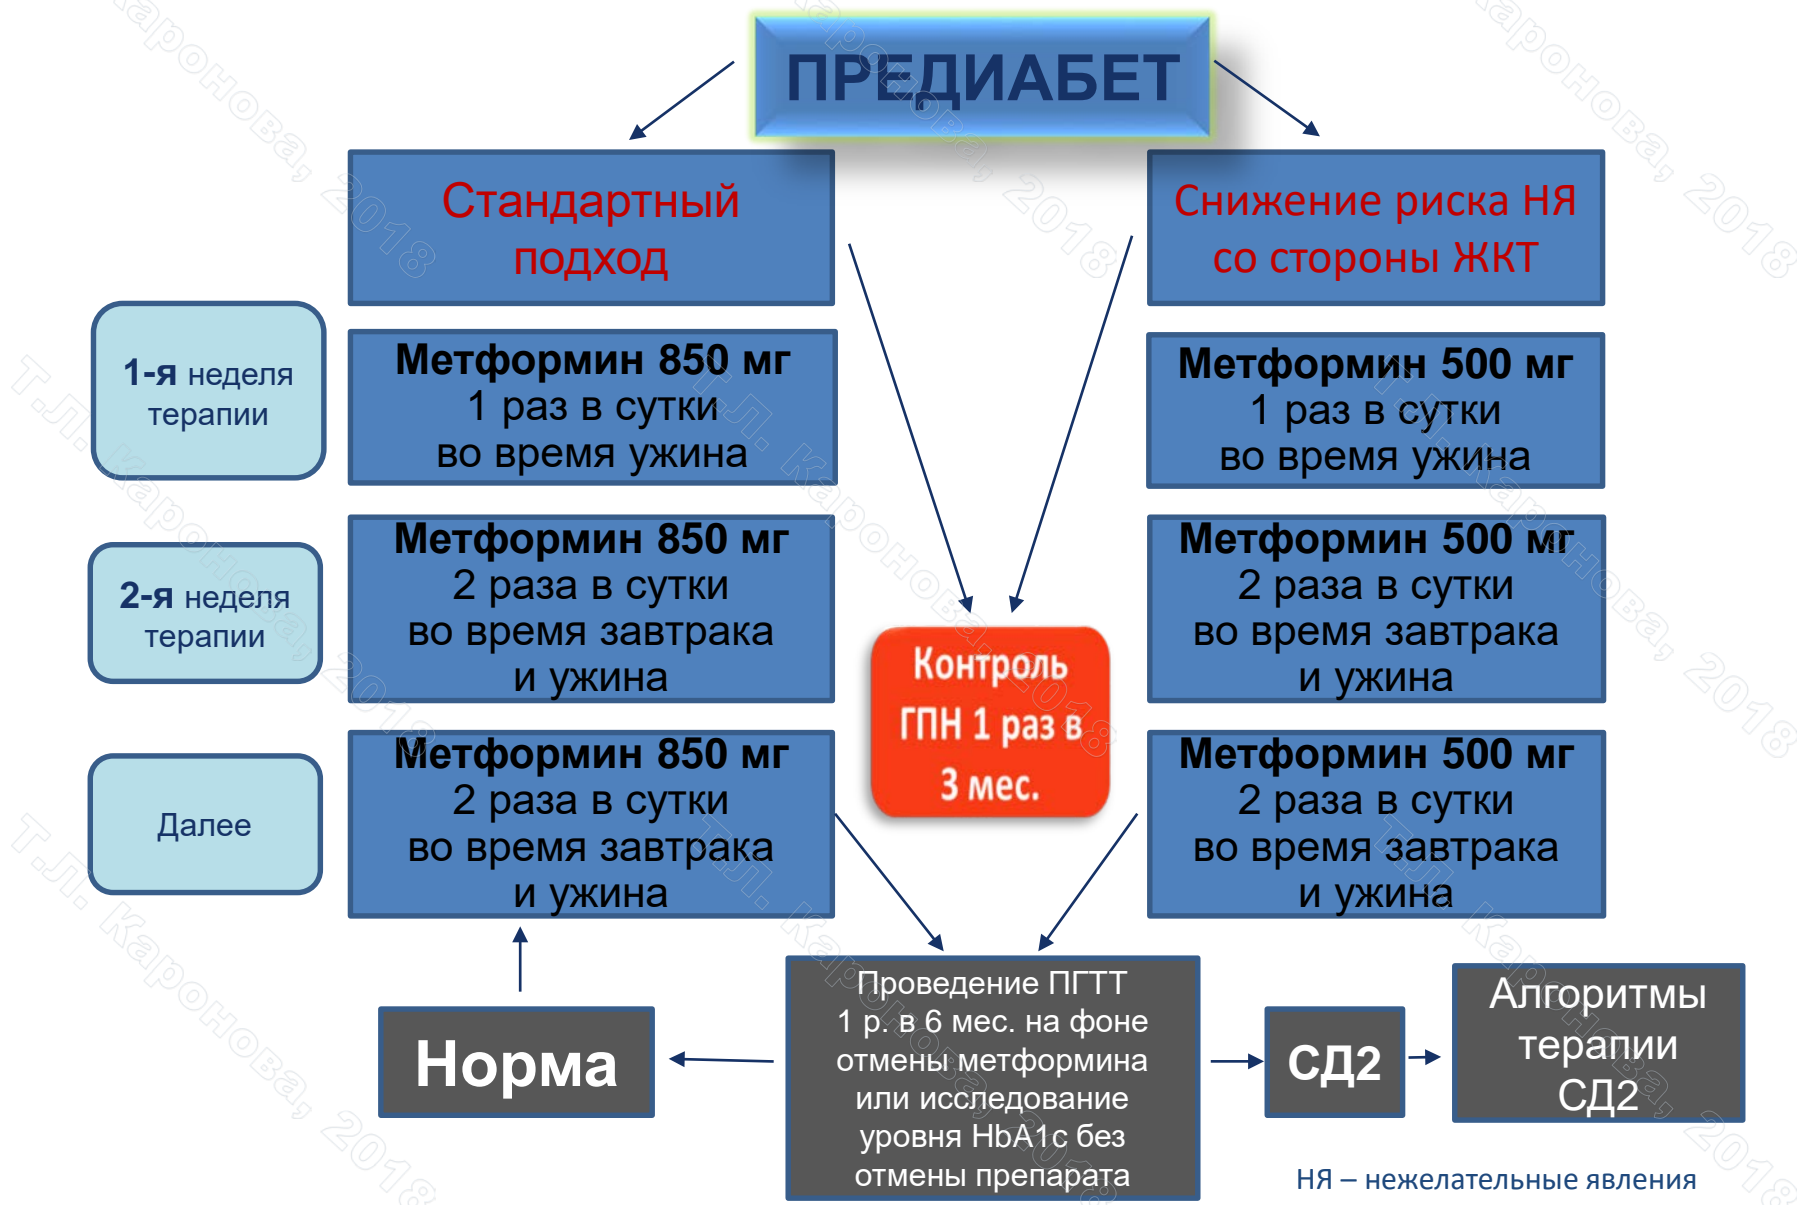 ПРЕДИАБЕТ
Стандартный
подход
Снижение риска НЯ
со стороны ЖКТ
1-я неделя
терапии
Метформин 850 мг
1 раз в сутки
во время ужина
Метформин 500 мг
1 раз в сутки
во время ужина
2-я неделя
терапии
Метформин 850 мг
2 раза в сутки
во время завтрака
и ужина
Метформин 500 мг
2 раза в сутки
во время завтрака
и ужина
Контроль
ГПН 1 раз в
3 мес.
Далее
Метформин 850 мг
2 раза в сутки
во время завтрака
и ужина
Метформин 500 мг
2 раза в сутки
во время завтрака
и ужина
Норма
Проведение ПГТТ
1 р. в 6 мес. на фоне
отмены метформина
или исследование
уровня HbA1c без
отмены препарата
СД2
Алгоритмы
терапии
СД2
НЯ – нежелательные явления
Т.Л. Каронова, 2018